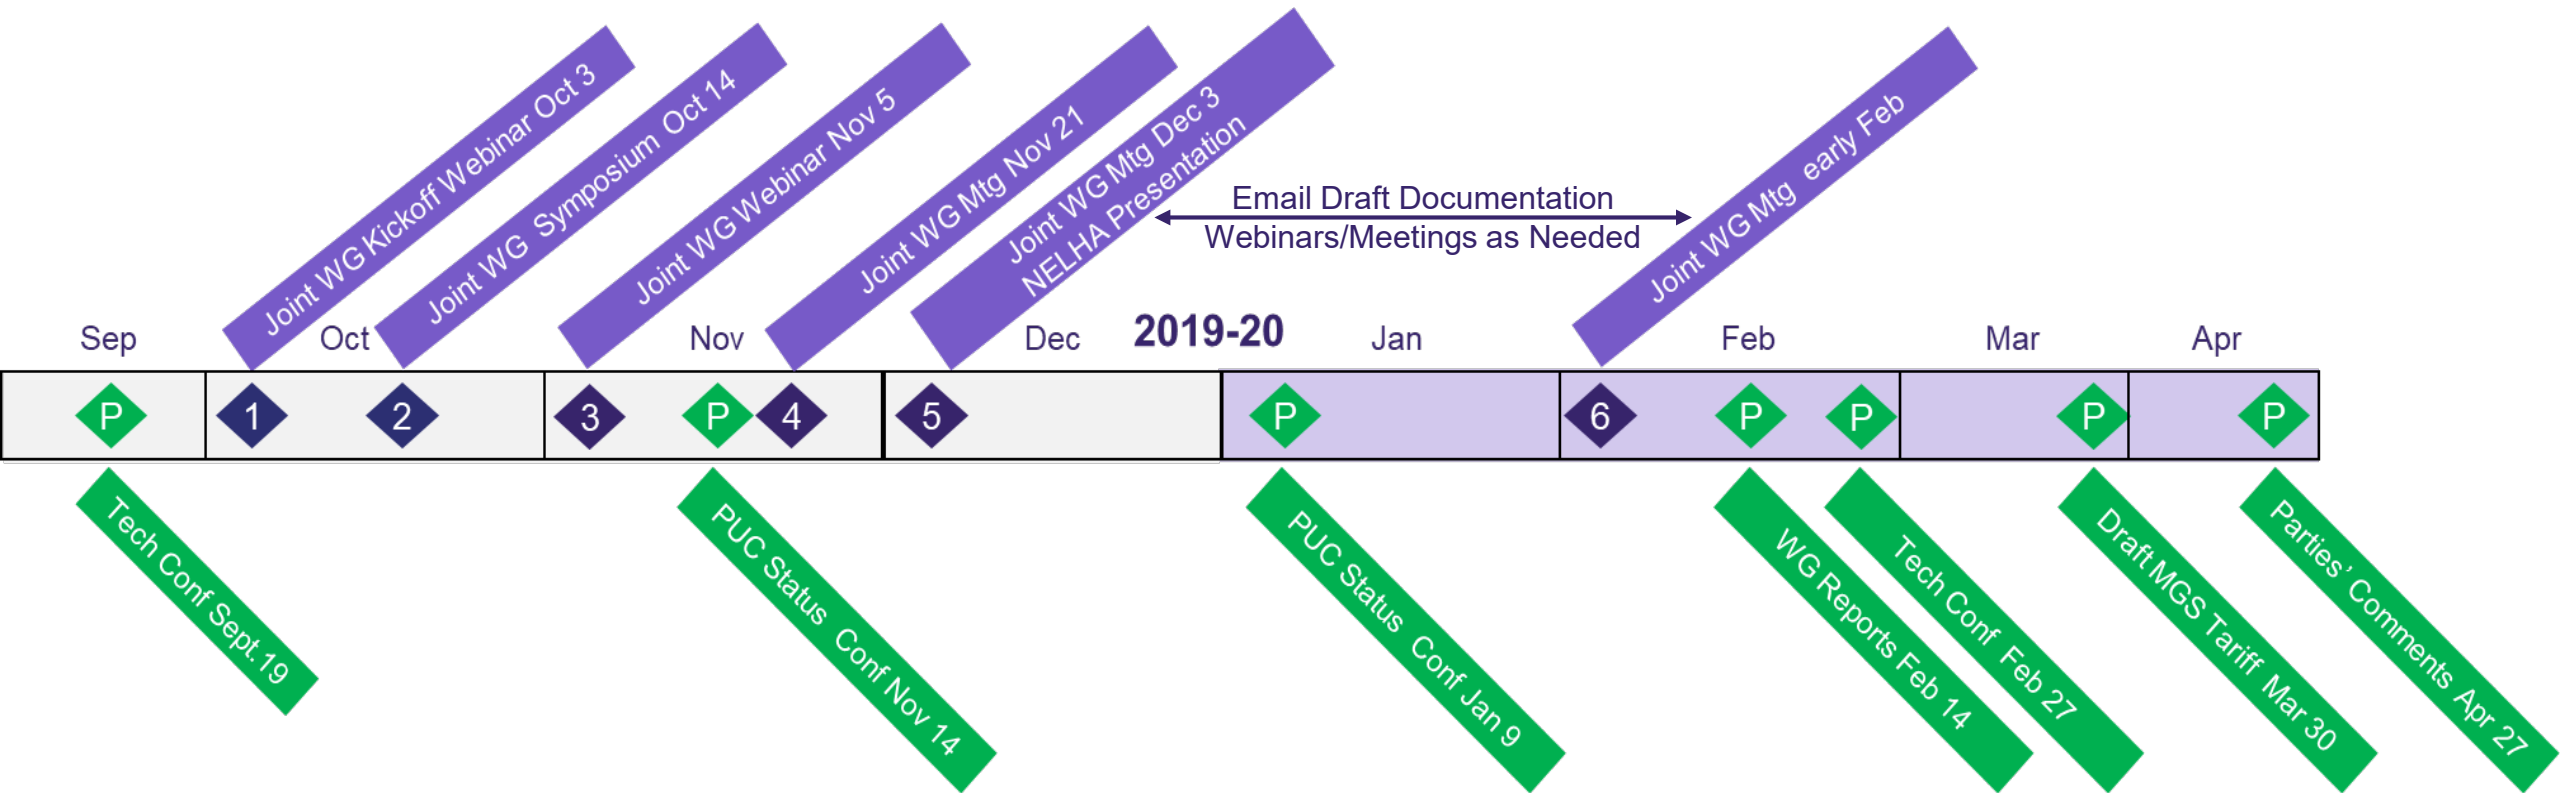 Joint WG Kickoff Webinar Oct 3
Joint WG Symposium Oct 14
Joint WG Webinar Nov 5
Joint WG Mtg Nov 21
Joint WG Mtg Dec 3
NELHA Presentation
Email Draft Documentation
Webinars/Meetings as Needed
Joint WG Mtg early Feb
Sep
Oct
Nov
Dec
2019-20
Jan
Feb
Mar
Apr
P
1
2
3
P
4
5
P
6
P
P
P
P
Tech Conf Sept. 19
PUC Status Conf Nov 14
PUC Status Conf Jan 9
WG Reports Feb 14
Tech Conf Feb 27
Draft MGS Tariff Mar 30
Parties’ Comments Apr 27